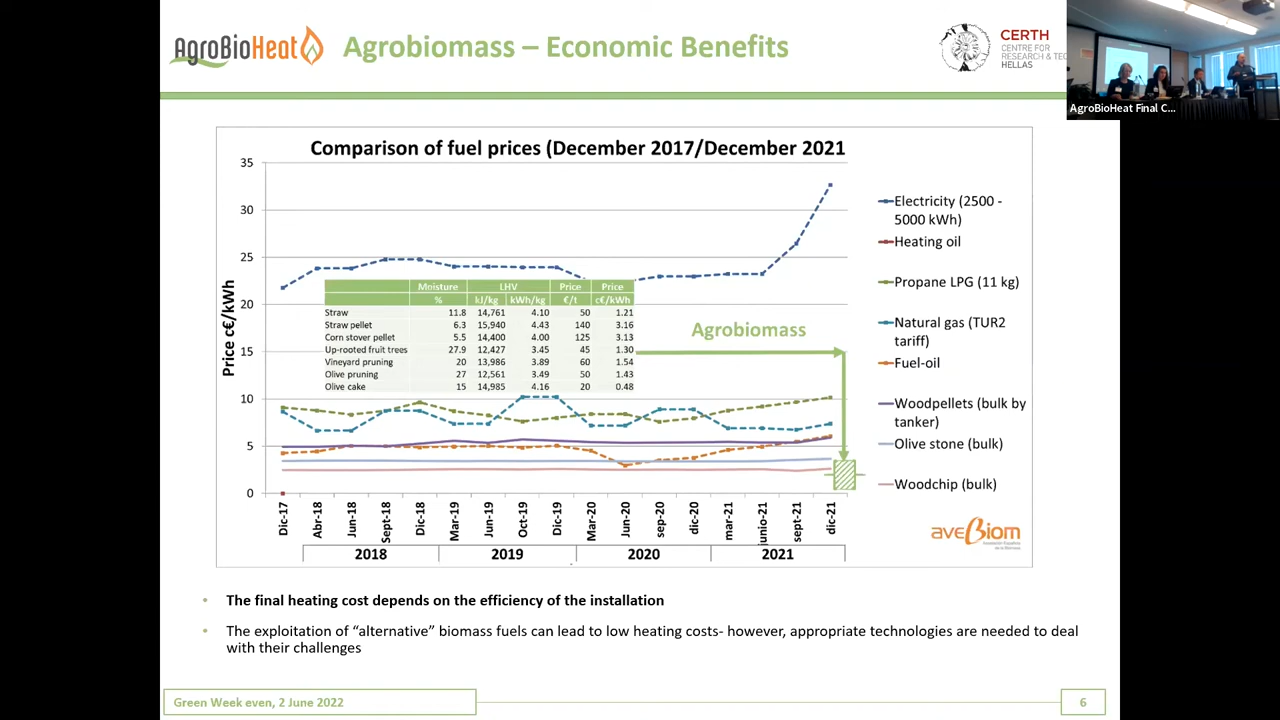 AgroBioHeat
Agrobiomass – Economic Benefits
CERTH
CENTRE FOR
RESEARCH & TEC
HELLAS
AgroBioHeat Final C...
Comparison of fuel prices (December 2017/December 2021
Price c€/kWh
35
30
25
20
15
10
5
0
Moisture LHV Price Price
% kJ/kg kWh/kg €/t c€/kWh
Straw 11.8 14,761 4.10 50 1.21
Straw pellet 6.3 15,940 4.43 140 3.16
Corn stover pellet 5.5 14,400 4.00 125 3.13
Up-rooted fruit trees 27.9 12,427 3.45 45 1.30
Vineyard pruning 20 13,986 3.89 60 1.54
Olive pruning 27 12,561 3.49 50 1.43
Olive cake 15 14,985 4.16 20 0.48
Agrobiomass
Electricity (2500 -
5000 kWh)
Heating oil
Propane LPG (11 kg)
Natural gas (TUR2
tariff)
Fuel-oil
Woodpellets (bulk by
tanker)
Olive stone (bulk)
Woodchip (bulk)
Dic-17 Abr-18 Jun-18 Sept-18 Dic-18 Mar-19 Jun-19 Oct-19 Dic-19 Mar-20 Jun-20 sep-20 dic-20 mar-21 junio-21 sept-21 dic-21
2018 2019 2020 2021
aveBiom
• The final heating cost depends on the efficiency of the installation
• The exploitation of “alternative” biomass fuels can lead to low heating costs- however, appropriate technologies are needed to deal
with their challenges
Green Week even, 2 June 2022
6